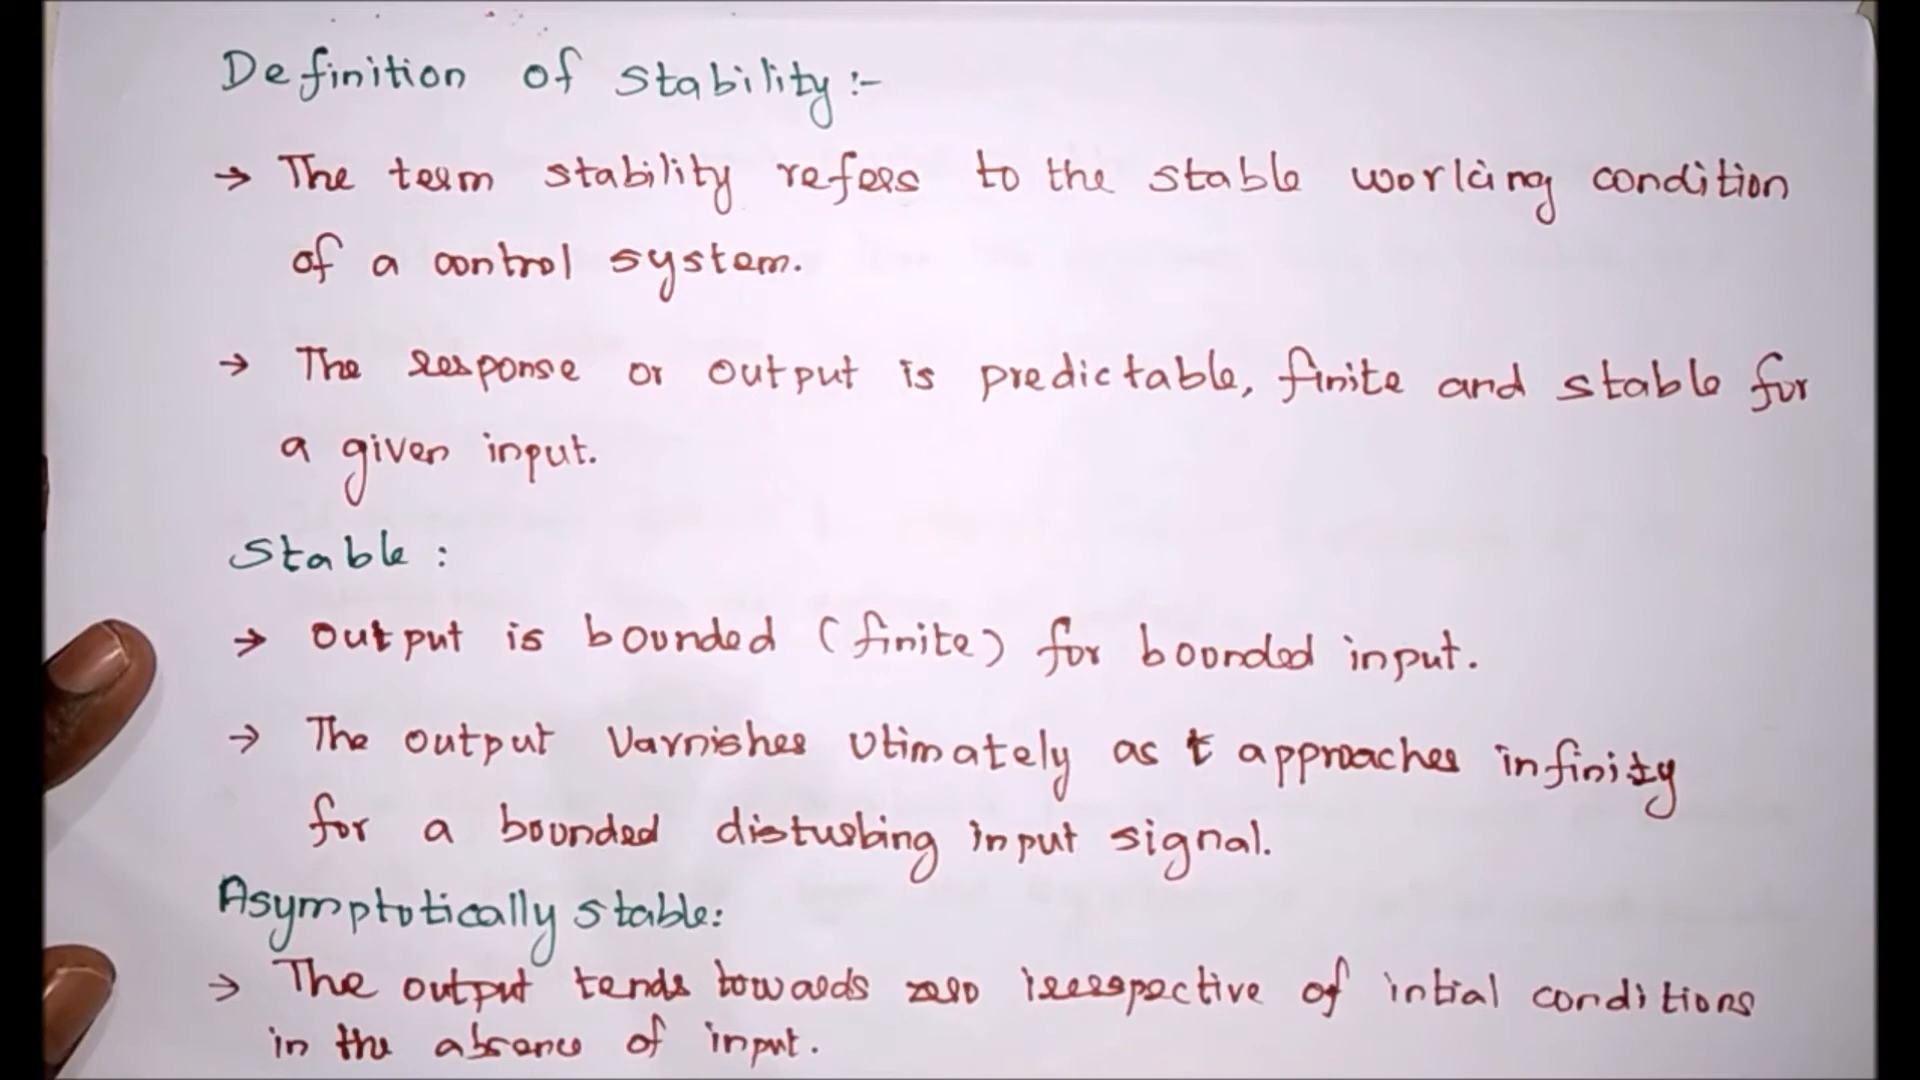 Definition of stability :-
→ The term stability refers to the stable working condition
of a control system.
→ The response or output is predictable, finite and stable for
a given input.
Stable :
→ Output is bounded (finite) for boonded input.
→ The output Varnishes Utimately as t approaches infinity
for a bounded disturbing input signal.
Asymptotically stable:
→ The output tends towards zero irrespective of intial conditions
in the absence of input.